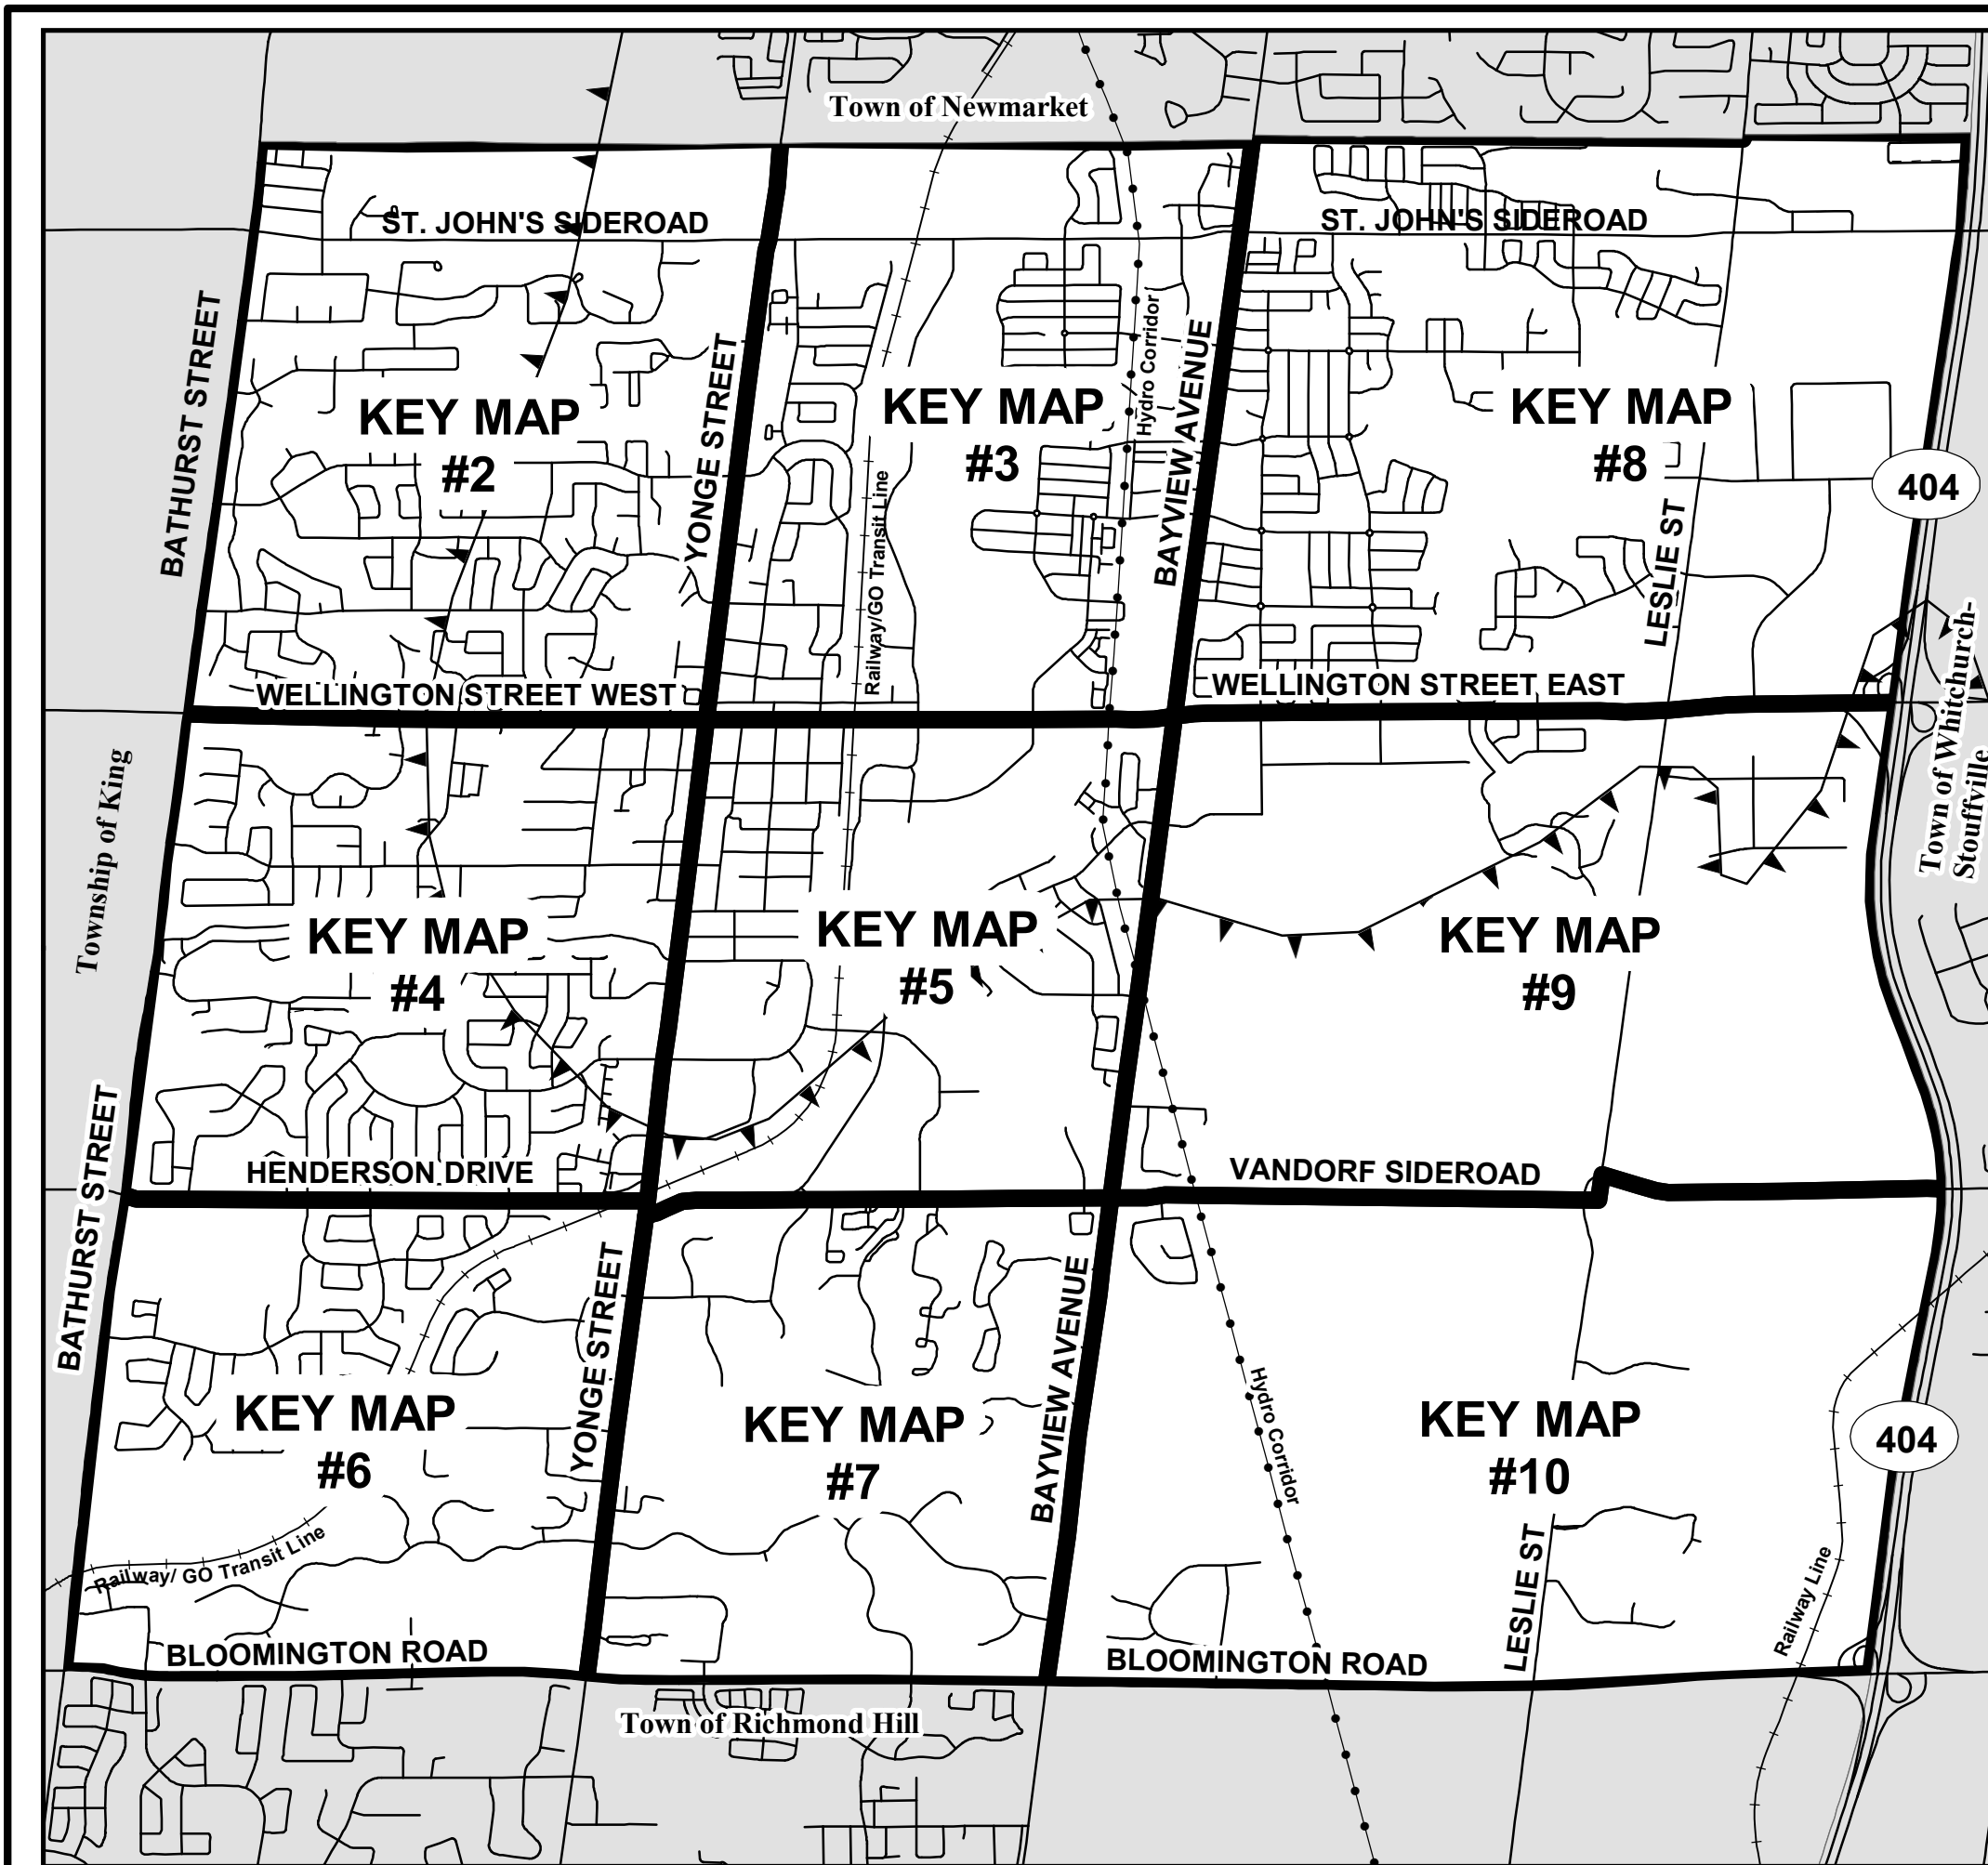 Town of Newmarket
ST. JOHN'S SIDEROAD
ST. JOHN'S SIDEROAD
BATHURST STREET
YONGE STREET
Hydro Corridor
BAYVIEW AVENUE
KEY MAP
#2
KEY MAP
#3
KEY MAP
#8
404
Railway/GO Transit Line
LESLIE ST
WELLINGTON STREET WEST
WELLINGTON STREET EAST
Town of Whitchurch-
Stouffville
Township of King
KEY MAP
#4
KEY MAP
#5
KEY MAP
#9
BATHURST STREET
HENDERSON DRIVE
VANDORF SIDEROAD
YONGE STREET
BAYVIEW AVENUE
Hydro Corridor
KEY MAP
#6
KEY MAP
#7
KEY MAP
#10
404
Railway/ GO Transit Line
LESLIE ST
Railway Line
BLOOMINGTON ROAD
BLOOMINGTON ROAD
Town of Richmond Hill